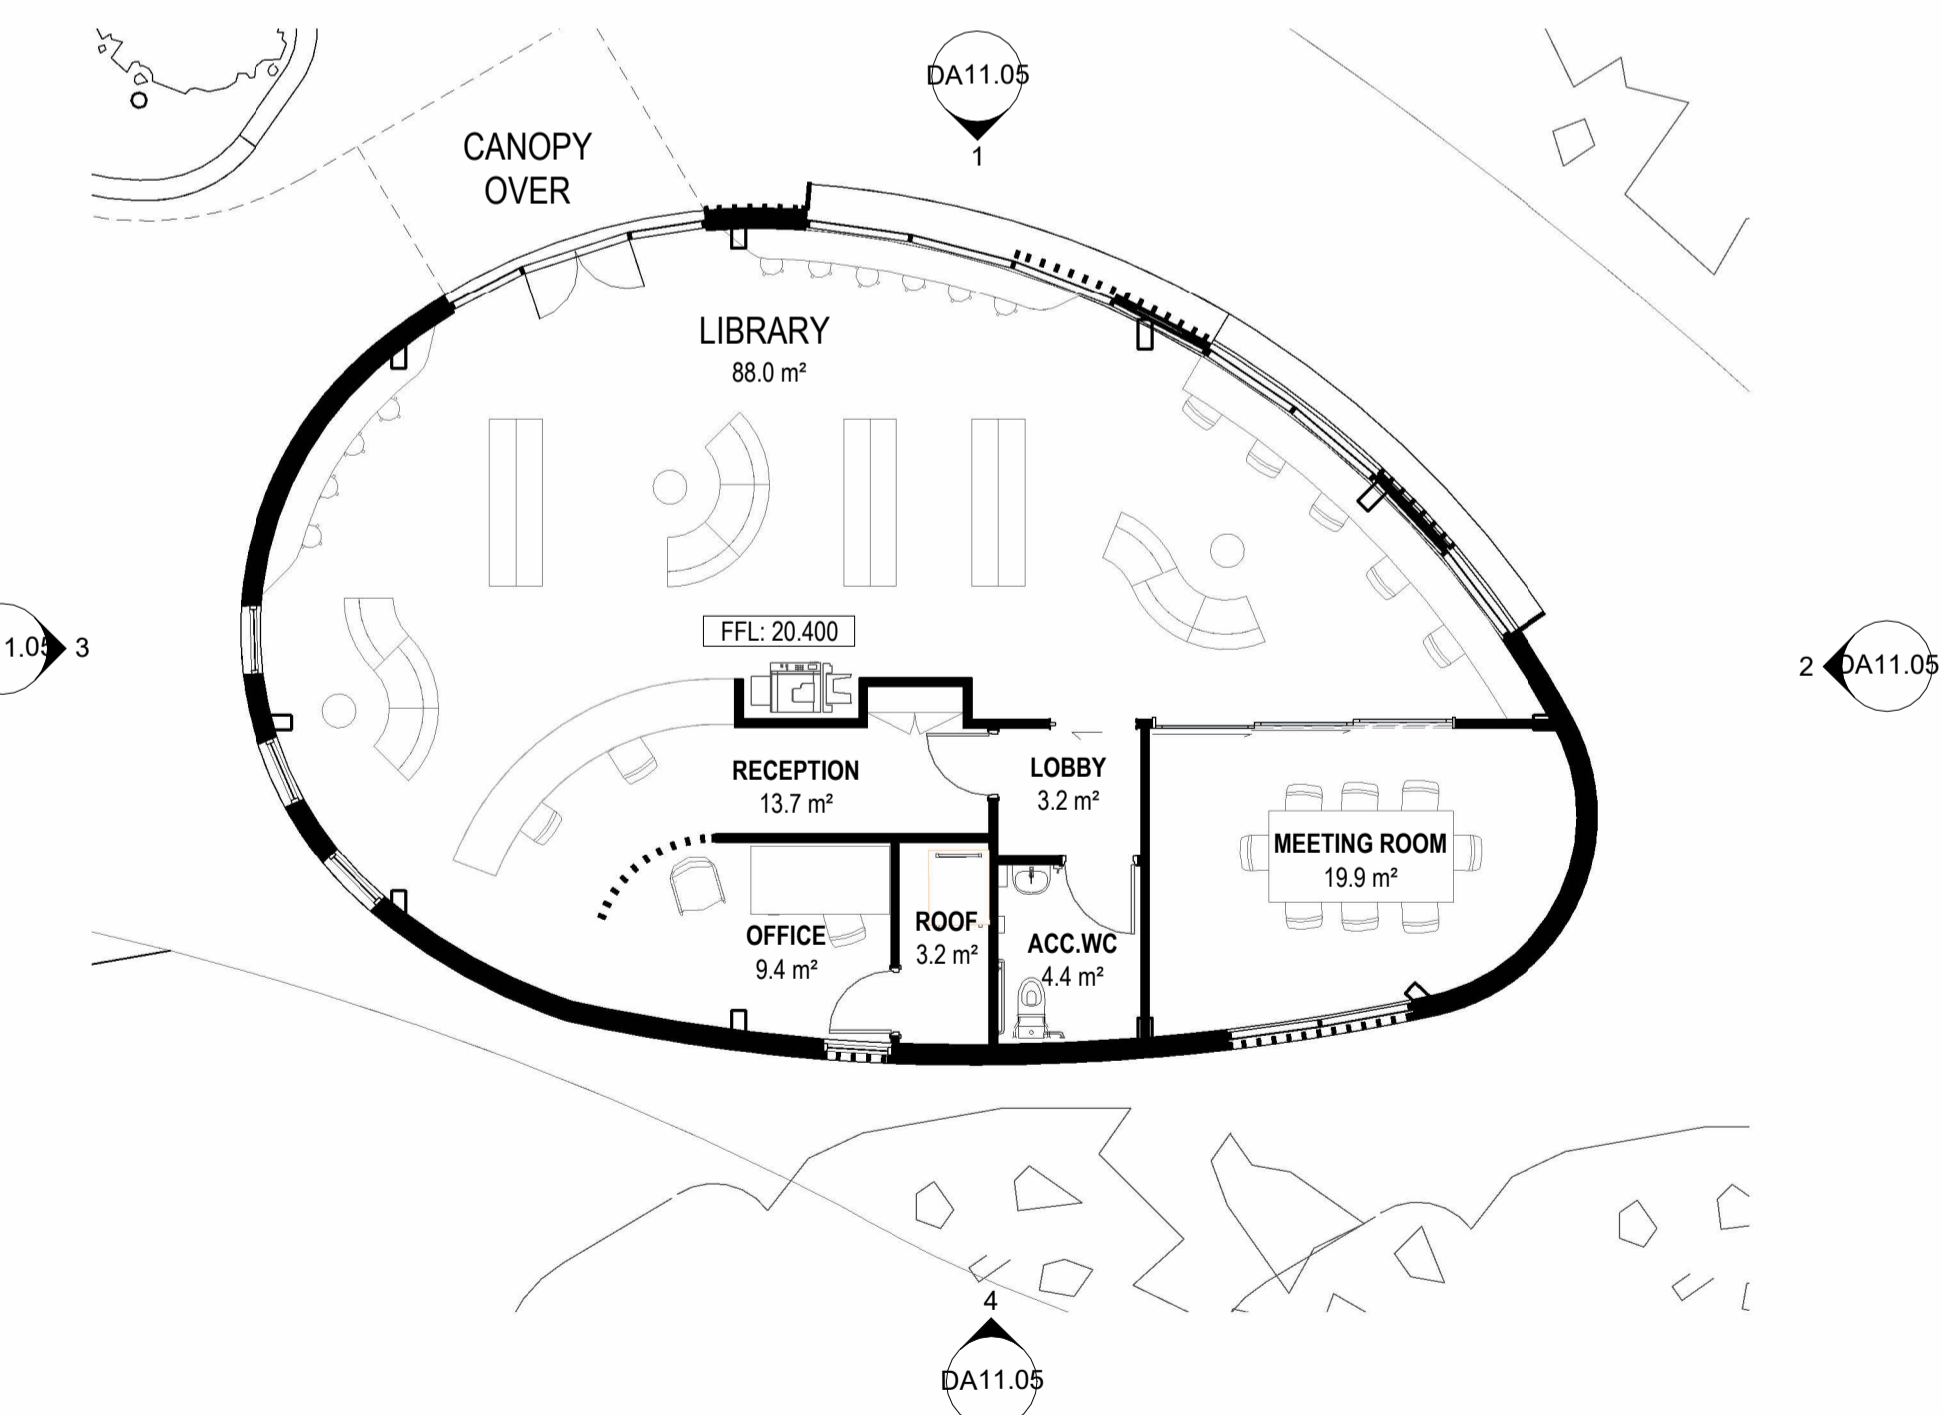 DA11.05
1
CANOPY
OVER
LIBRARY
88.0 m²
FFL: 20.400
1.05
3
2
DA11.05
RECEPTION
13.7 m²
LOBBY
3.2 m²
MEETING ROOM
19.9 m²
OFFICE
9.4 m²
ROOF
3.2 m²
ACC.WC
4.4 m²
4
DA11.05